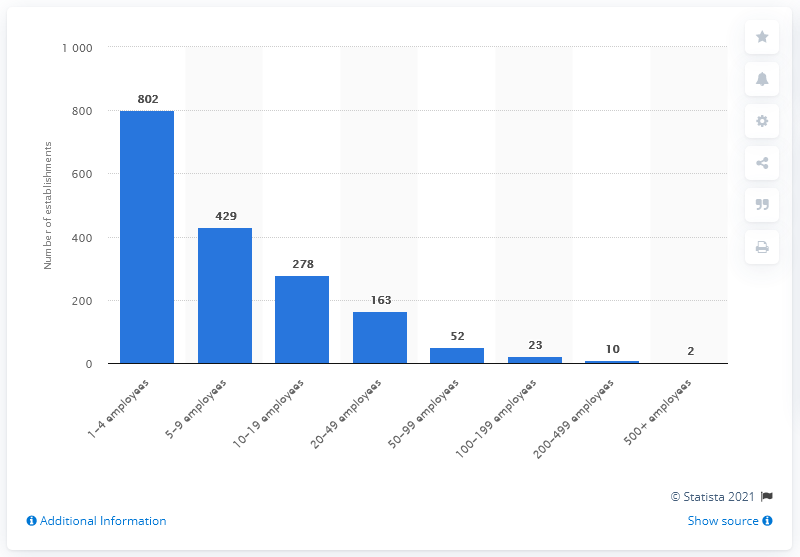 1 000
800
600
400
200
0
Number of establishments
802
429
278
163
52
23
10
2
1–4 employees
5–9 employees
10–19 employees
20–49 employees
50–99 employees
100–199 employees
200–499 employees
500+ employees
© Statista 2021
Additional Information
Show source